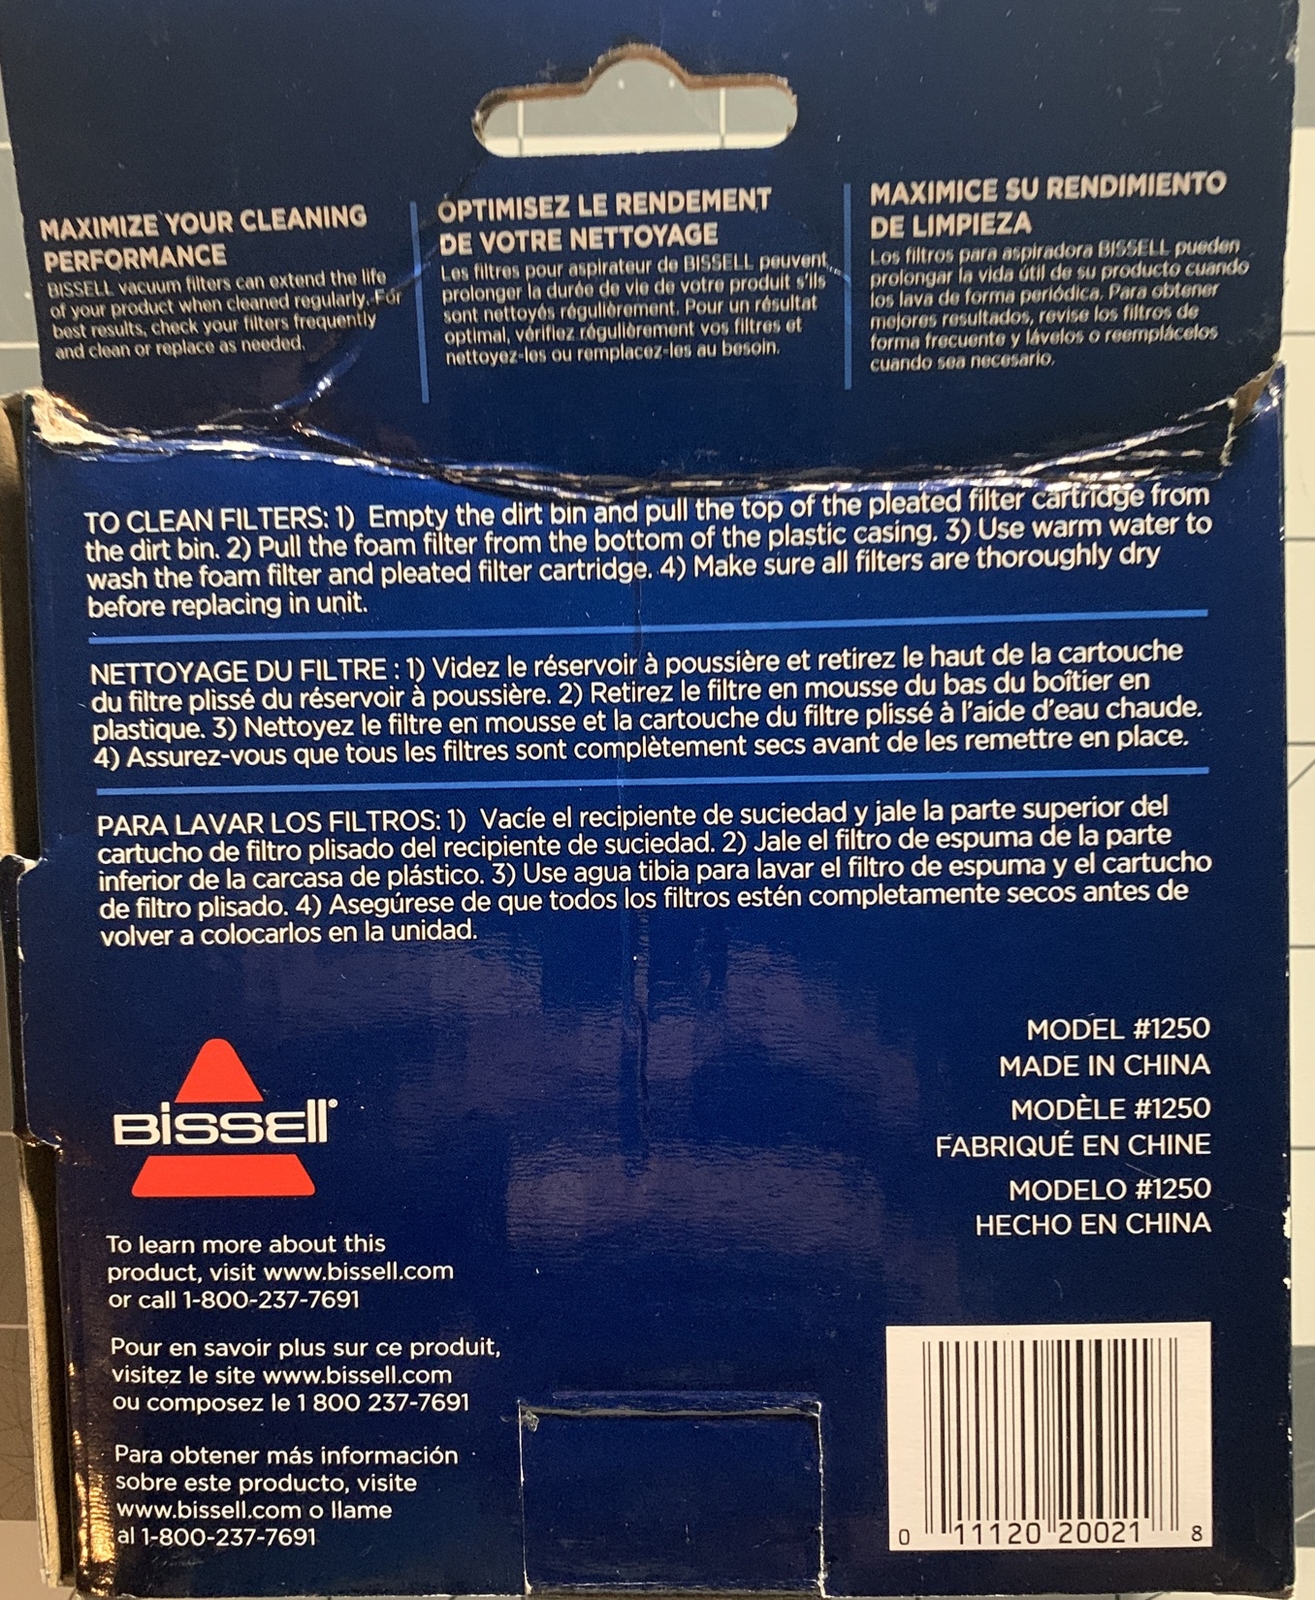 MAXIMIZE YOUR CLEANING
PERFORMANCE
BISSELL vacuum filters can extend the life
of your product when cleaned regularly. For
best results, check your filters frequently
and clean or replace as needed.
OPTIMISEZ LE RENDEMENT
DE VOTRE NETTOYAGE
Les filtres pour aspirateur de BISSELL peuvent
prolonger la durée de vie de votre produit s'ils
sont nettoyés régulièrement. Pour un résultat
optimal, vérifiez régulièrement vos filtres et
nettoyez-les ou remplacez-les au besoin.
MAXIMICE SU RENDIMIENTO
DE LIMPIEZA
Los filtros para aspiradora BISSELL pueden
prolongar la vida útil de su producto cuando
los lava de forma periódica. Para obtener
mejores resultados, revise los filtros de
forma frecuente y lávelos o reemplácelos
cuando sea necesario.
TO CLEAN FILTERS: 1) Empty the dirt bin and pull the top of the pleated filter cartridge from
the dirt bin. 2) Pull the foam filter from the bottom of the plastic casing. 3) Use warm water to
wash the foam filter and pleated filter cartridge. 4) Make sure all filters are thoroughly dry
before replacing in unit.
NETTOYAGE DU FILTRE : 1) Videz le réservoir à poussière et retirez le haut de la cartouche
du filtre plissé du réservoir à poussière. 2) Retirez le filtre en mousse du bas du boîtier en
plastique. 3) Nettoyez le filtre en mousse et la cartouche du filtre plissé à l'aide d'eau chaude.
4) Assurez-vous que tous les filtres sont complètement secs avant de les remettre en place.
PARA LAVAR LOS FILTROS: 1) Vacíe el recipiente de suciedad y jale la parte superior del
cartucho de filtro plisado del recipiente de suciedad. 2) Jale el filtro de espuma de la parte
inferior de la carcasa de plástico. 3) Use agua tibia para lavar el filtro de espuma y el cartucho
de filtro plisado. 4) Asegúrese de que todos los filtros estén completamente secos antes de
volver a colocarlos en la unidad.
MODEL #1250
MADE IN CHINA
MODÈLE #1250
FABRIQUÉ EN CHINE
MODELO #1250
HECHO EN CHINA
BISSELL®
To learn more about this
product, visit www.bissell.com
or call 1-800-237-7691
Pour en savoir plus sur ce produit,
visitez le site www.bissell.com
ou composez le 1 800 237-7691
Para obtener más información
sobre este producto, visite
www.bissell.com o llame
al 1-800-237-7691
0 11120 20021 8